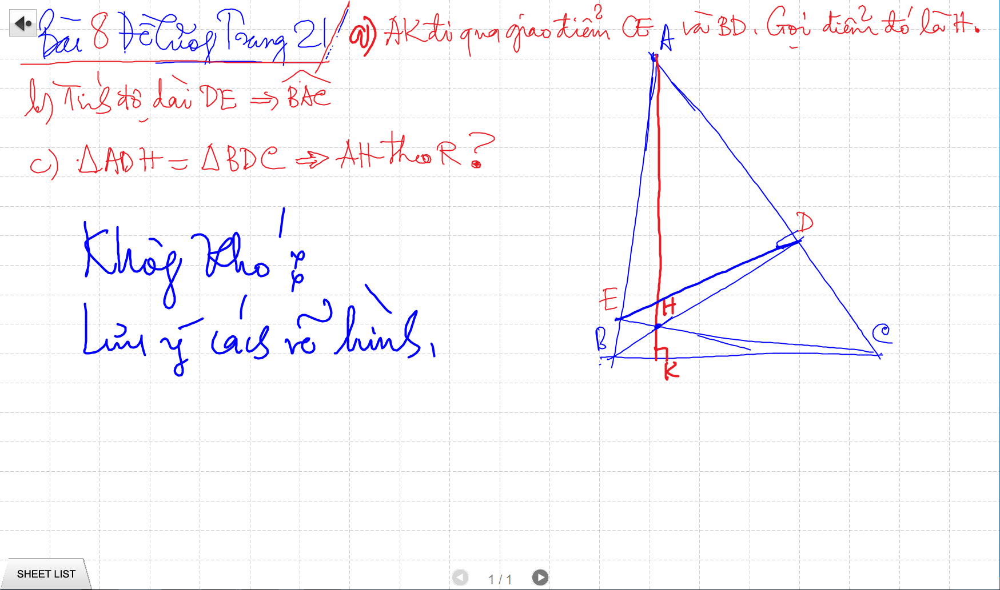 Bài 8 Đề Cương Trang 21
a) AK đi qua giao điểm CE và BD. Gọi điểm đó là H.
b) Tính độ dài DE ⇒ BAC
c) ΔADH = ΔBDC ⇒ AH theo R?
Không khó!
Lưu ý cách vẽ hình.
A
D
E
H
B
C
K
SHEET LIST
1 / 1